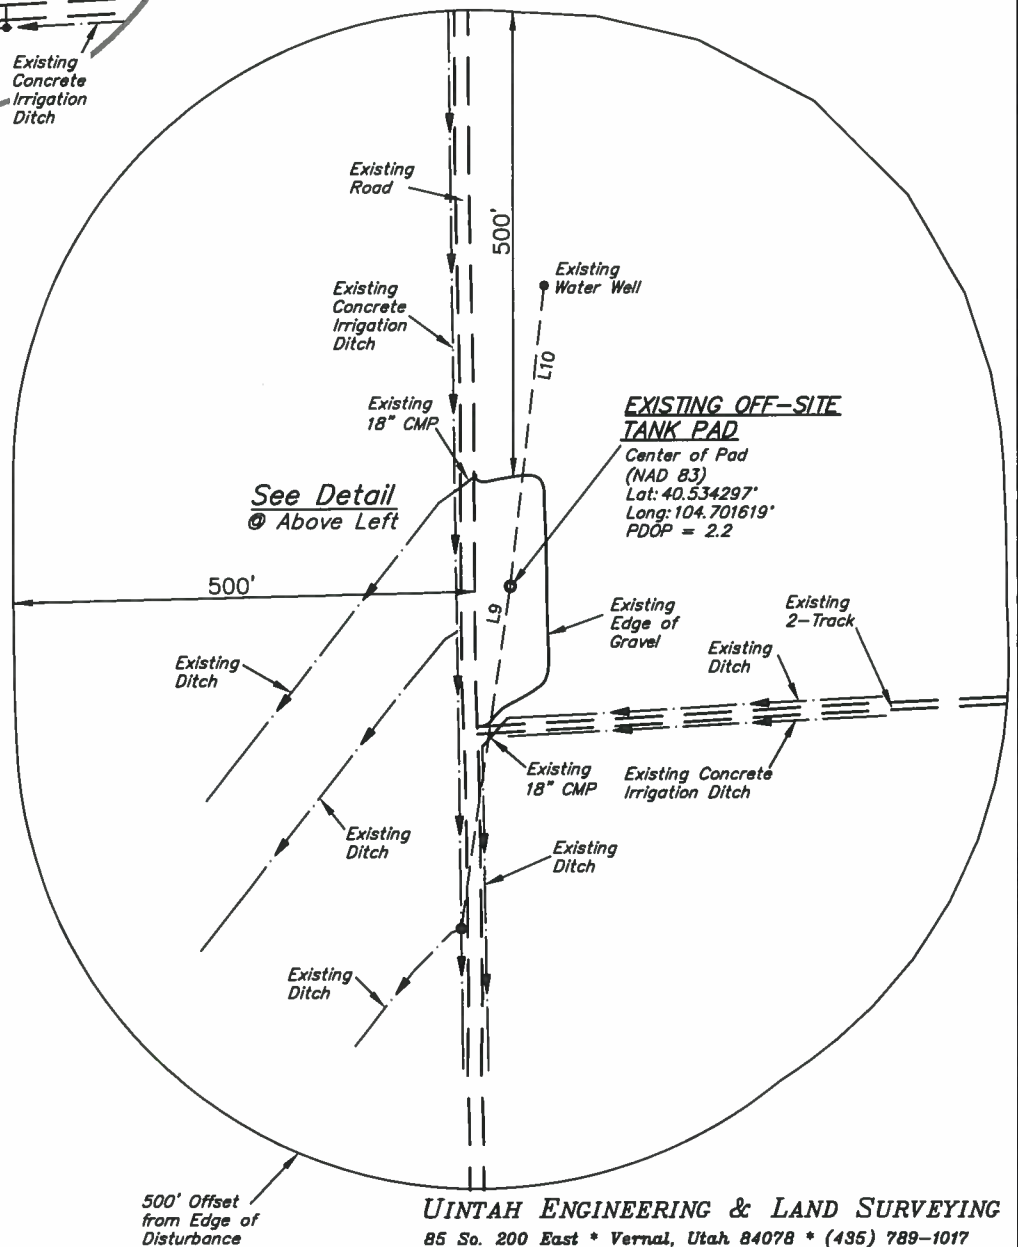 Existing
Concrete
Irrigation
Ditch
Existing
Road
500'
Existing
Water Well
Existing
Concrete
Irrigation
Ditch
L10
Existing
18" CMP
EXISTING OFF-SITE
TANK PAD
Center of Pad
(NAD 83)
Lat: 40.534297°
Long: 104.701619°
PDOP = 2.2
See Detail
@ Above Left
500'
L9
Existing
Edge of
Gravel
Existing
2-Track
Existing
Ditch
Existing
Ditch
Existing
18" CMP
Existing Concrete
Irrigation Ditch
Existing
Ditch
Existing
Ditch
Existing
Ditch
500' Offset
from Edge of
Disturbance
UINTAH ENGINEERING & LAND SURVEYING
85 So. 200 East * Vernal, Utah 84078 * (435) 789-1017